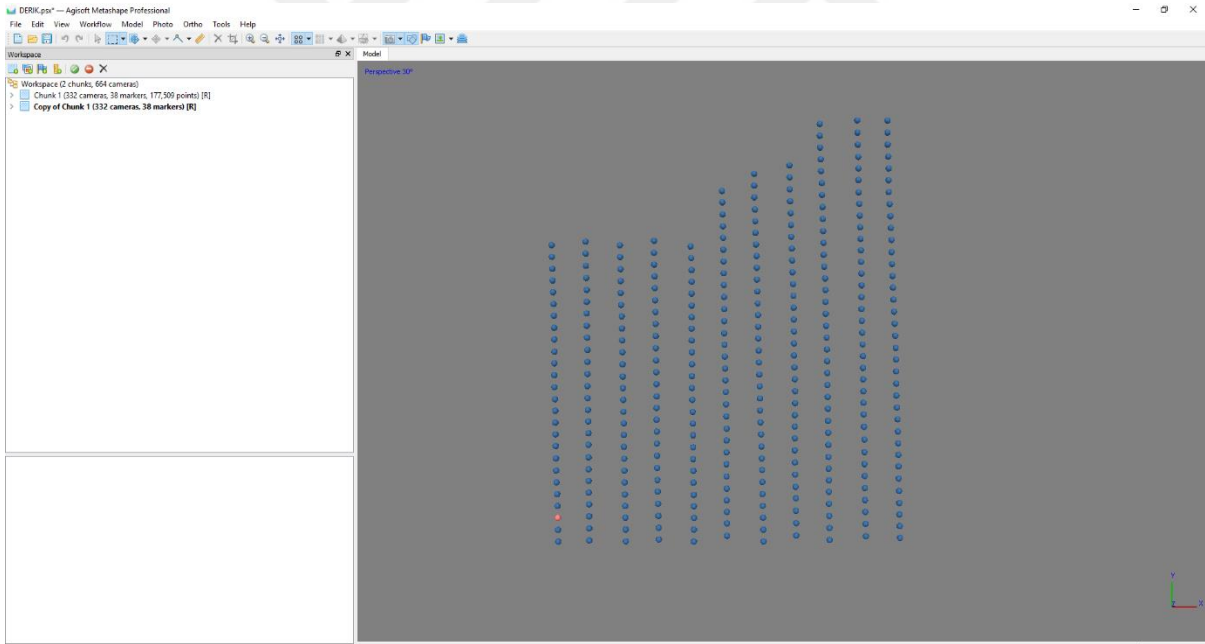 DERIK.psx* — Agisoft Metashape Professional
File Edit View Workflow Model Photo Ortho Tools Help
Workspace
Model
Perspective 30°
Workspace (2 chunks, 664 cameras)
Chunk 1 (332 cameras, 38 markers, 177,509 points) [R]
Copy of Chunk 1 (332 cameras, 38 markers) [R]
Y
Z X